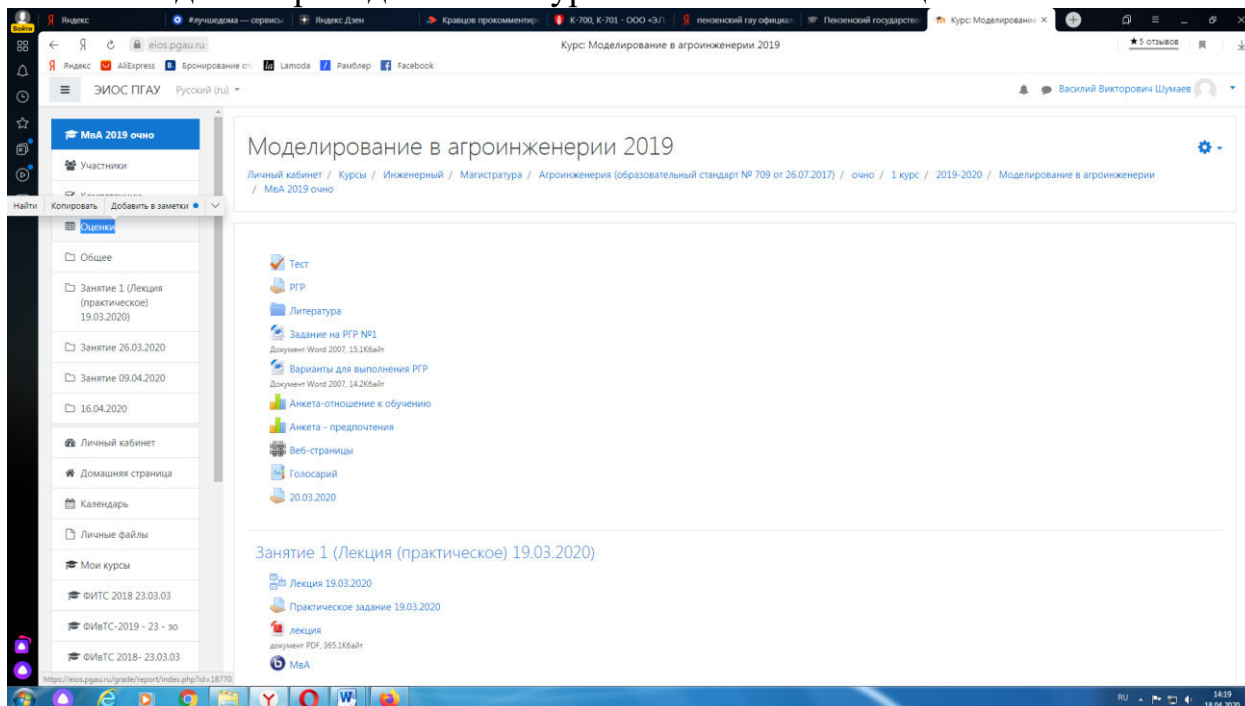 Яндекс
#лучшедома — сервисы
Яндекс Дзен
Кравцов прокомментир
К-700, К-701 - ООО «ЭЛ
пензенский гау официал
Пензенский государстве
Курс: Моделирование
Войти
eios.pgau.ru
Курс: Моделирование в агроинженерии 2019
★5 отзывов
Яндекс
AliExpress
Бронирование от
Lamoda
Рамблер
Facebook
ЭИОС ПГАУ
Русский (ru)
Василий Викторович Шумаев
МвА 2019 очно
Участники
Найти
Копировать
Добавить в заметки
Оценки
Общее
Занятие 1 (Лекция
(практическое)
19.03.2020)
Занятие 26.03.2020
Занятие 09.04.2020
16.04.2020
Личный кабинет
Домашняя страница
Календарь
Личные файлы
Мои курсы
ФИТС 2018 23.03.03
ФИвТС-2019 - 23 - зо
ФИвТС 2018- 23.03.03
Моделирование в агроинженерии 2019
Личный кабинет / Курсы / Инженерный / Магистратура / Агроинженерия (образовательный стандарт № 709 от 26.07.2017) / очно / 1 курс / 2019-2020 / Моделирование в агроинженерии
/ МвА 2019 очно
Тест
РГР
Литература
Задание на РГР №1
Документ Word 2007, 15.1Кбайт
Варианты для выполнения РГР
Документ Word 2007, 14.2Кбайт
Анкета-отношение к обучению
Анкета - предпочтения
Веб-страницы
Голосарий
20.03.2020
Занятие 1 (Лекция (практическое) 19.03.2020)
Лекция 19.03.2020
Практическое задание 19.03.2020
лекция
документ PDF, 365.1Кбайт
МвА
https://eios.pgau.ru/grade/report/index.php?id=18770
RU
14:19
18.04.2020